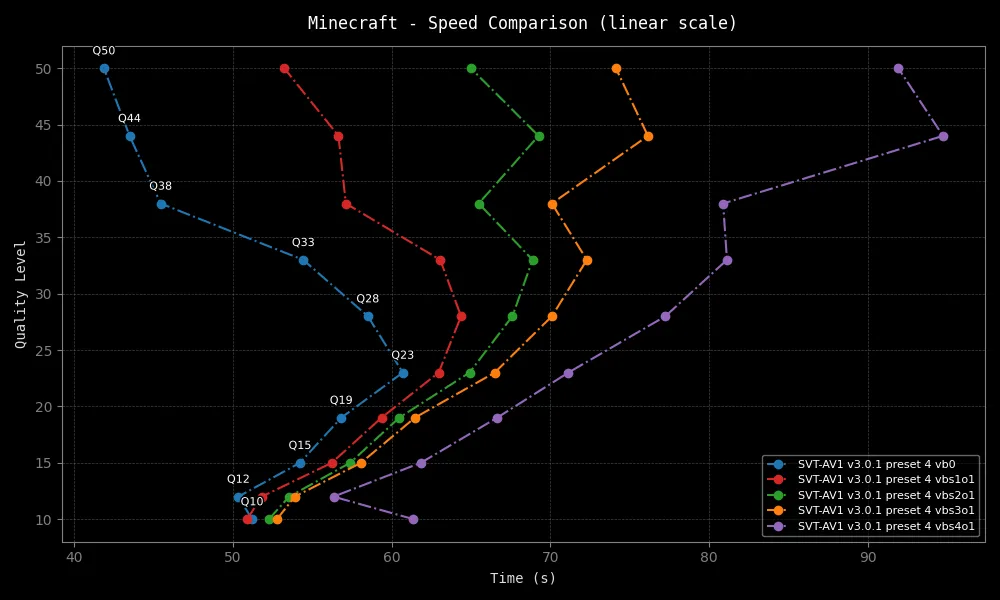 Minecraft - Speed Comparison (linear scale)
Q50
50
45
Q44
40
Q38
35
Q33
30
Q28
25
Q23
20
Q19
15
Q15
Q12
Q10
10
Quality Level
SVT-AV1 v3.0.1 preset 4 vb0
SVT-AV1 v3.0.1 preset 4 vbs1o1
SVT-AV1 v3.0.1 preset 4 vbs2o1
SVT-AV1 v3.0.1 preset 4 vbs3o1
SVT-AV1 v3.0.1 preset 4 vbs4o1
40 50 60 70 80 90
Time (s)